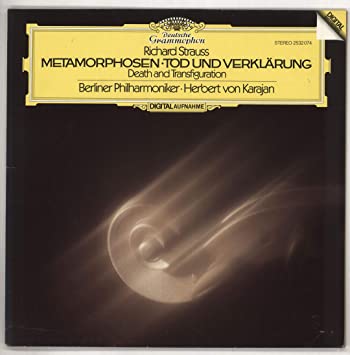 Deutsche
Grammophon
DIGITAL
STEREO 2532 074
Richard Strauss
METAMORPHOSEN · TOD UND VERKLÄRUNG
Death and Transfiguration
Berliner Philharmoniker · Herbert von Karajan
DIGITAL AUFNAHME